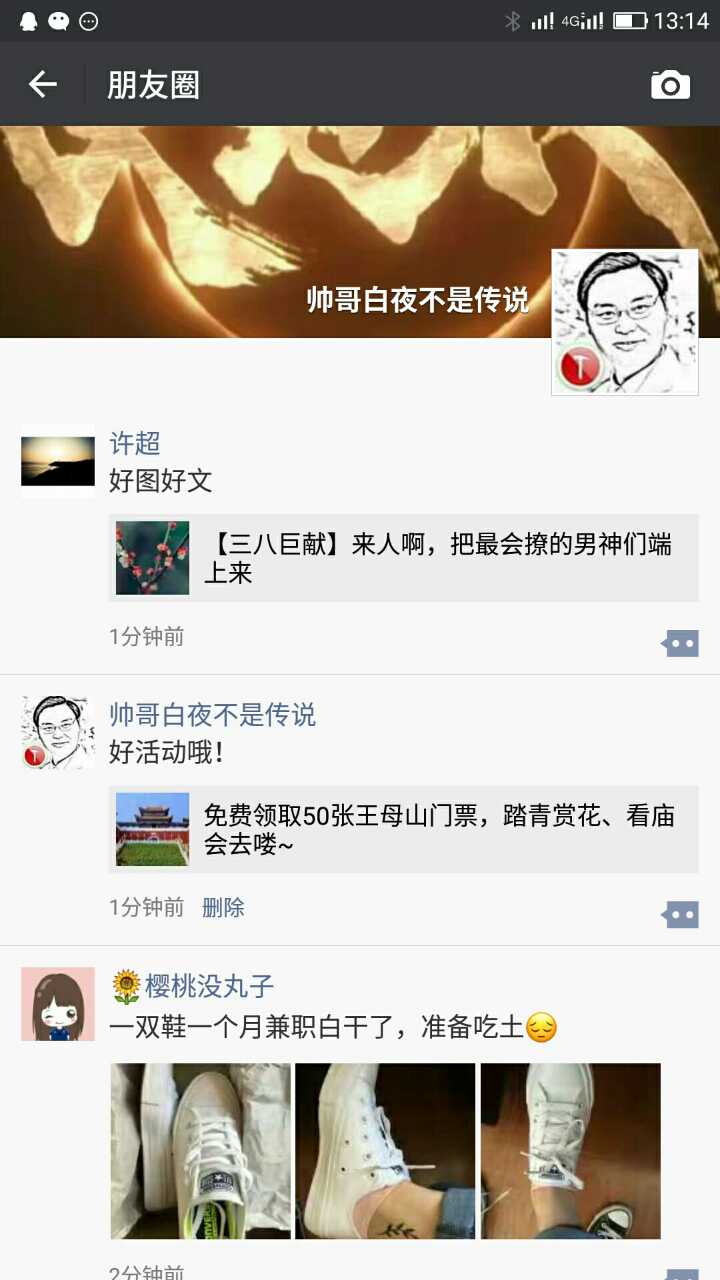 4G 13:14
朋友圈
帅哥白夜不是传说
许超
好图好文
【三八巨献】来人啊，把最会撩的男神们端
上来
1分钟前
帅哥白夜不是传说
好活动哦！
免费领取50张王母山门票，踏青赏花、看庙
会去喽~
1分钟前 删除
🌻樱桃没丸子
一双鞋一个月兼职白干了，准备吃土😔
2分钟前